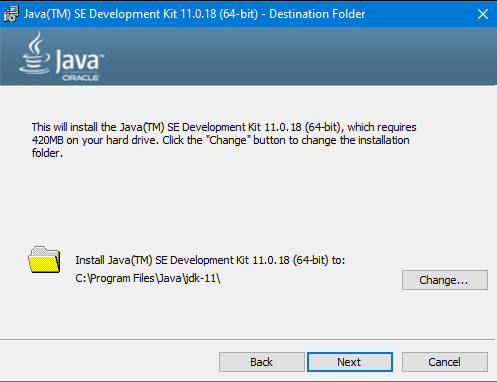 Java(TM) SE Development Kit 11.0.18 (64-bit) - Destination Folder
Java
ORACLE
This will install the Java(TM) SE Development Kit 11.0.18 (64-bit), which requires
420MB on your hard drive. Click the "Change" button to change the installation
folder.
Install Java(TM) SE Development Kit 11.0.18 (64-bit) to:
C:\Program Files\Java\jdk-11\
Change...
Back
Next
Cancel